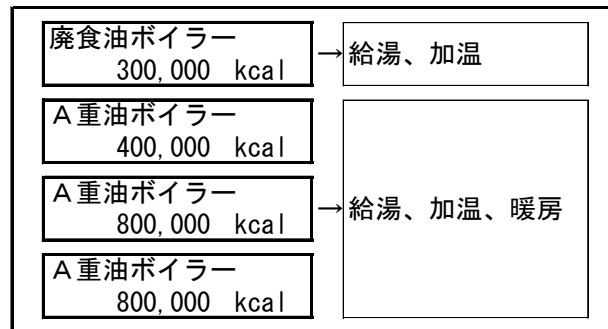 廃食油ボイラー
300,000 kcal
→給湯、加温
A重油ボイラー
400,000 kcal
A重油ボイラー
800,000 kcal
→給湯、加温、暖房
A重油ボイラー
800,000 kcal